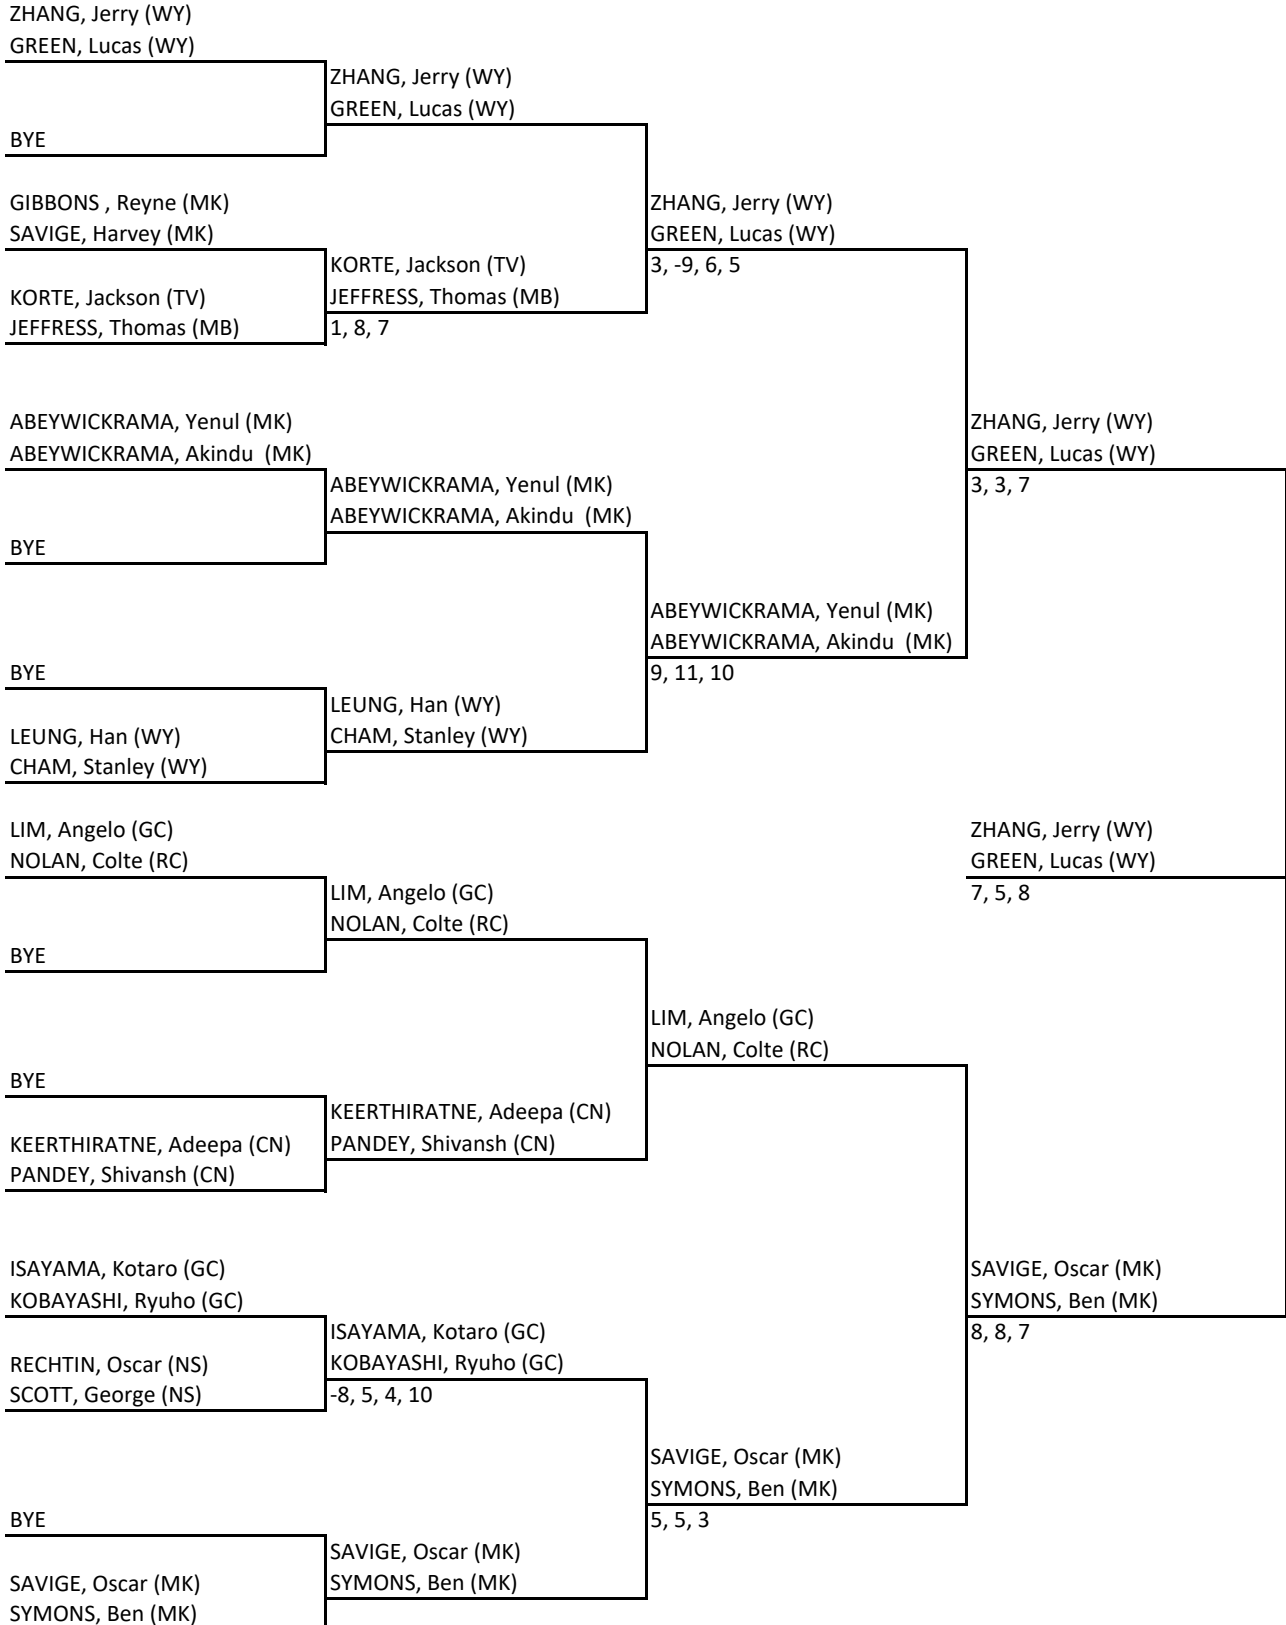 ZHANG, Jerry (WY)
GREEN, Lucas (WY)
ZHANG, Jerry (WY)
GREEN, Lucas (WY)
BYE
GIBBONS , Reyne (MK)
SAVIGE, Harvey (MK)
ZHANG, Jerry (WY)
GREEN, Lucas (WY)
KORTE, Jackson (TV)
3, -9, 6, 5
KORTE, Jackson (TV)
JEFFRESS, Thomas (MB)
JEFFRESS, Thomas (MB)
1, 8, 7
ABEYWICKRAMA, Yenul (MK)
ABEYWICKRAMA, Akindu  (MK)
ZHANG, Jerry (WY)
GREEN, Lucas (WY)
ABEYWICKRAMA, Yenul (MK)
ABEYWICKRAMA, Akindu  (MK)
3, 3, 7
BYE
ABEYWICKRAMA, Yenul (MK)
ABEYWICKRAMA, Akindu  (MK)
BYE
9, 11, 10
LEUNG, Han (WY)
CHAM, Stanley (WY)
LEUNG, Han (WY)
CHAM, Stanley (WY)
LIM, Angelo (GC)
NOLAN, Colte (RC)
ZHANG, Jerry (WY)
GREEN, Lucas (WY)
LIM, Angelo (GC)
NOLAN, Colte (RC)
7, 5, 8
BYE
LIM, Angelo (GC)
NOLAN, Colte (RC)
BYE
KEERTHIRATNE, Adeepa (CN)
PANDEY, Shivansh (CN)
KEERTHIRATNE, Adeepa (CN)
PANDEY, Shivansh (CN)
ISAYAMA, Kotaro (GC)
KOBAYASHI, Ryuho (GC)
SAVIGE, Oscar (MK)
SYMONS, Ben (MK)
ISAYAMA, Kotaro (GC)
KOBAYASHI, Ryuho (GC)
8, 8, 7
RECHTIN, Oscar (NS)
SCOTT, George (NS)
-8, 5, 4, 10
SAVIGE, Oscar (MK)
SYMONS, Ben (MK)
BYE
5, 5, 3
SAVIGE, Oscar (MK)
SYMONS, Ben (MK)
SAVIGE, Oscar (MK)
SYMONS, Ben (MK)